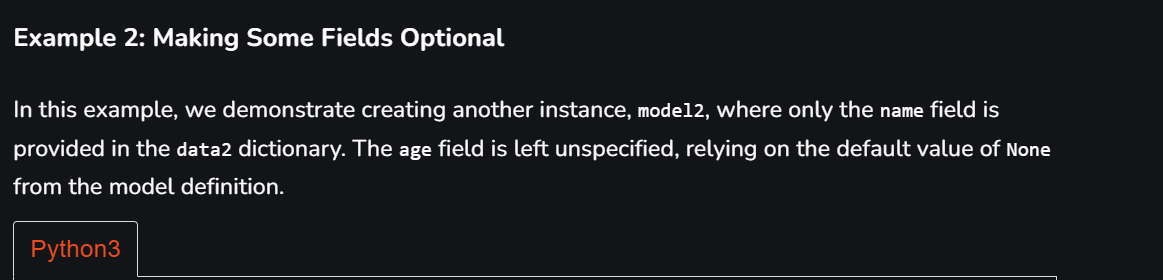 Example 2: Making Some Fields Optional
In this example, we demonstrate creating another instance, model2, where only the name field is
provided in the data2 dictionary. The age field is left unspecified, relying on the default value of None
from the model definition.
Python3